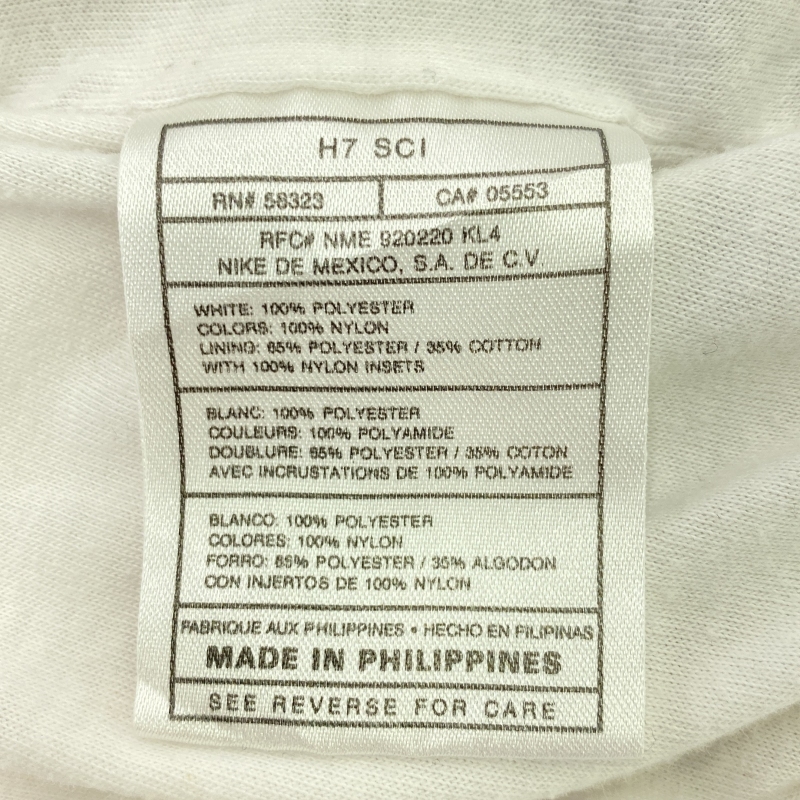 H7 SCI
RN# 56323 CA# 05553
RFC# NME 920220 KL4
NIKE DE MEXICO, S.A. DE C.V
WHITE: 100% POLYESTER
COLORS: 100% NYLON
LINING: 65% POLYESTER / 35% COTTON
WITH 100% NYLON INSETS
BLANC: 100% POLYESTER
COULEURS: 100% POLYAMIDE
DOUBLURE: 65% POLYESTER / 35% COTON
AVEC INCRUSTATIONS DE 100% POLYAMIDE
BLANCO: 100% POLYESTER
COLORES: 100% NYLON
FORRO: 65% POLYESTER / 35% ALGODON
CON INJERTOS DE 100% NYLON
FABRIQUE AUX PHILIPPINES • HECHO EN FILIPINAS
MADE IN PHILIPPINES
SEE REVERSE FOR CARE